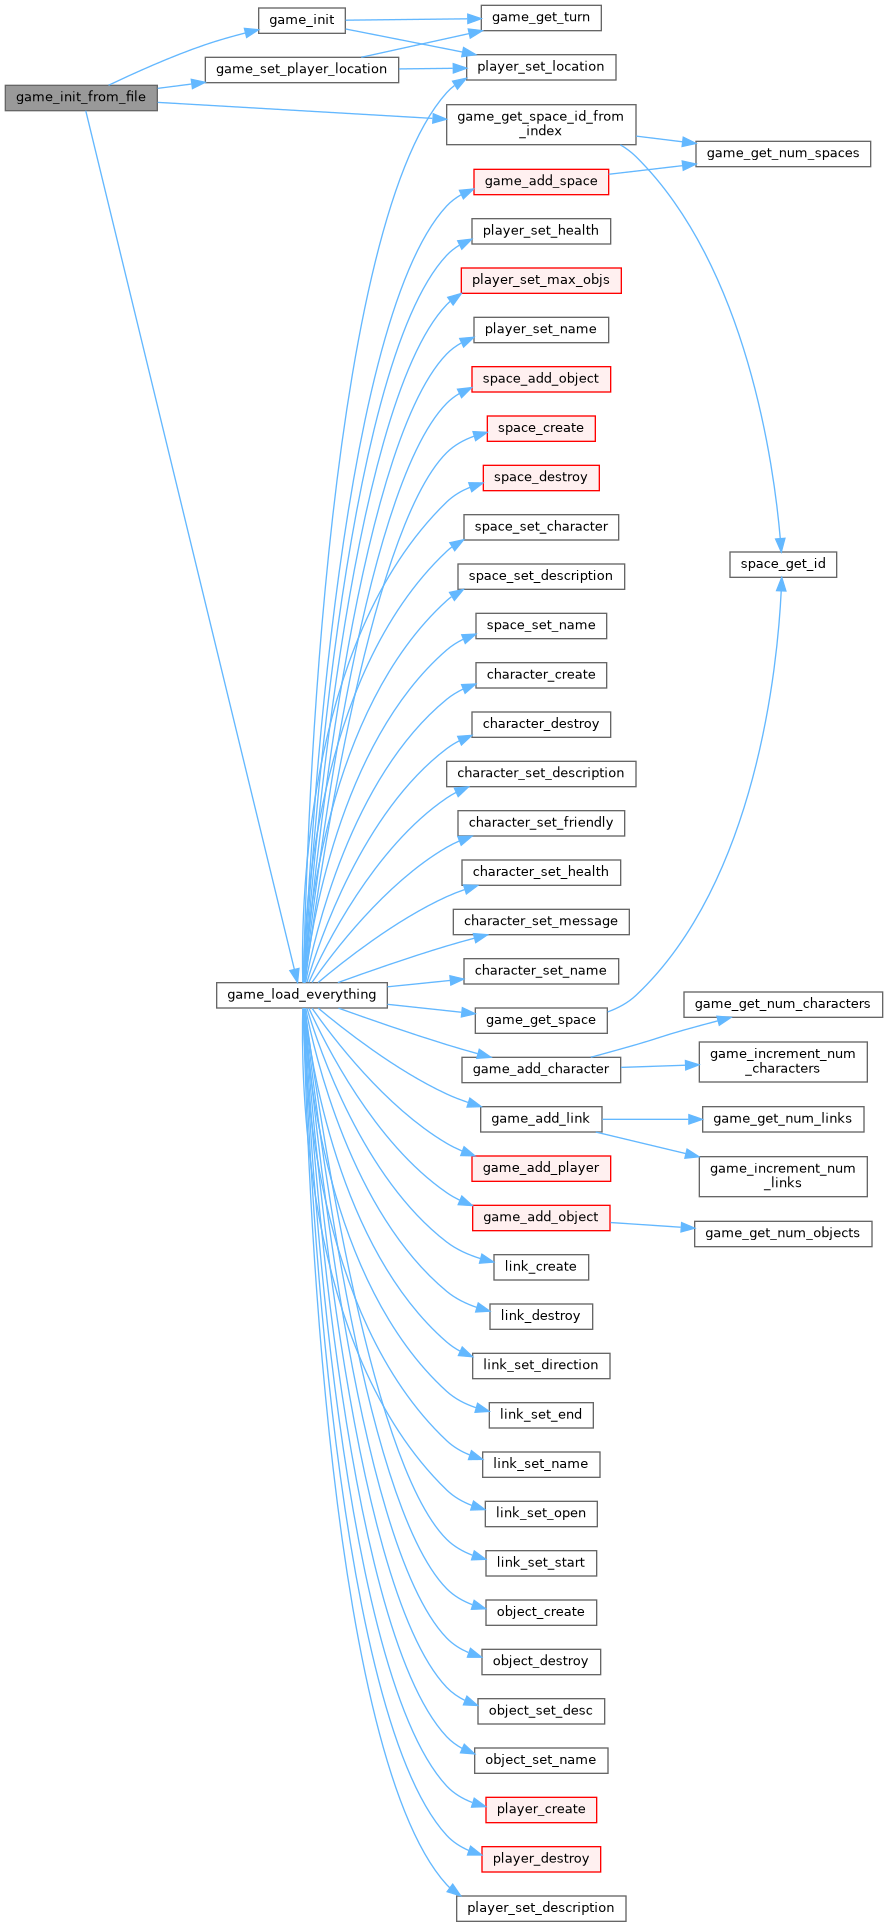 game_init
game_get_turn
game_set_player_location
player_set_location
game_init_from_file
game_get_space_id_from
_index
game_get_num_spaces
game_add_space
player_set_health
player_set_max_objs
player_set_name
space_add_object
space_create
space_destroy
space_set_character
space_get_id
space_set_description
space_set_name
character_create
character_destroy
character_set_description
character_set_friendly
character_set_health
character_set_message
character_set_name
game_load_everything
game_get_num_characters
game_get_space
game_increment_num
_characters
game_add_character
game_add_link
game_get_num_links
game_add_player
game_increment_num
_links
game_add_object
game_get_num_objects
link_create
link_destroy
link_set_direction
link_set_end
link_set_name
link_set_open
link_set_start
object_create
object_destroy
object_set_desc
object_set_name
player_create
player_destroy
player_set_description